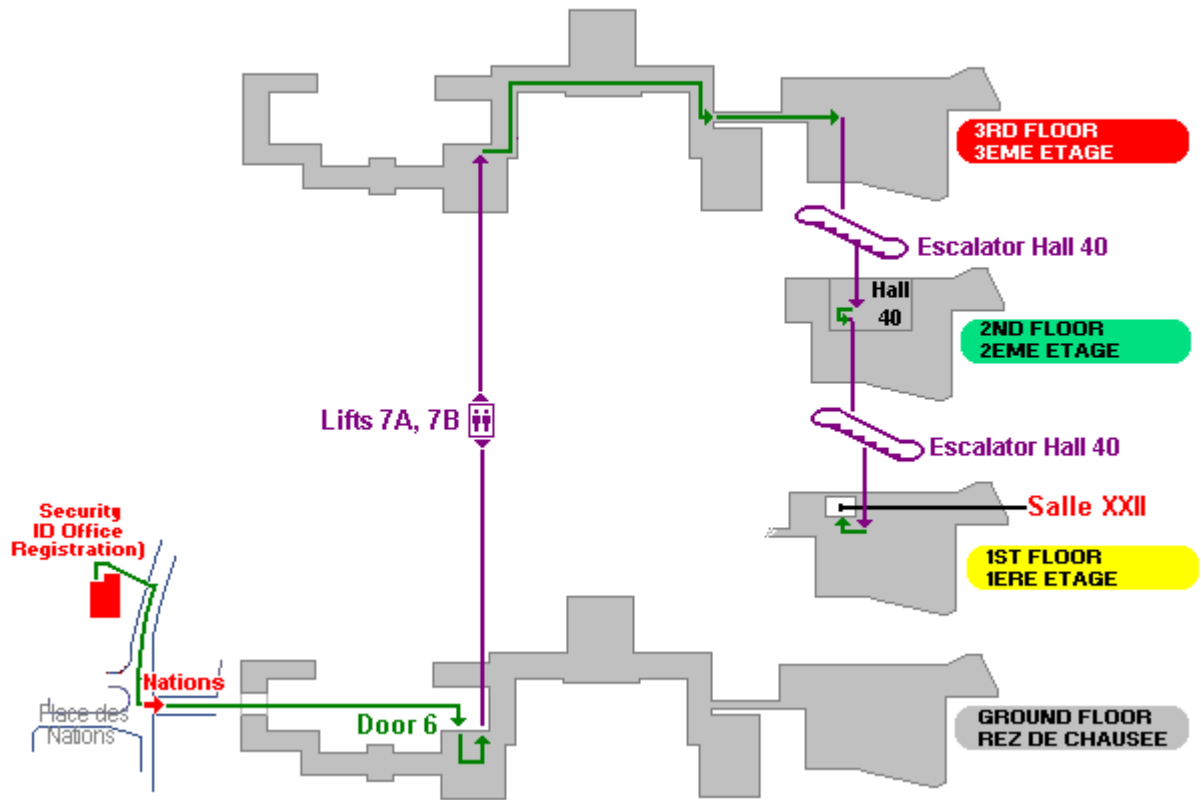 3RD FLOOR
3EME ETAGE
Escalator Hall 40
Hall
40
2ND FLOOR
2EME ETAGE
Lifts 7A, 7B
Escalator Hall 40
Security
ID Office
Registration)
Salle XXII
1ST FLOOR
1ERE ETAGE
Nations
Place des
Nations
Door 6
GROUND FLOOR
REZ DE CHAUSEE